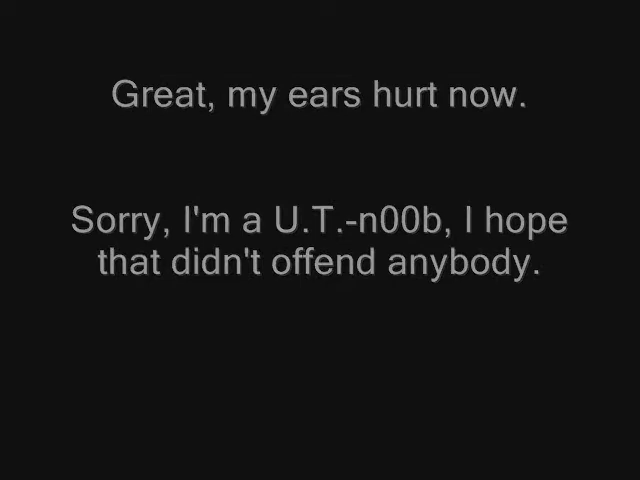 Great, my ears hurt now.
Sorry, I'm a U.T.-n00b, I hope
that didn't offend anybody.